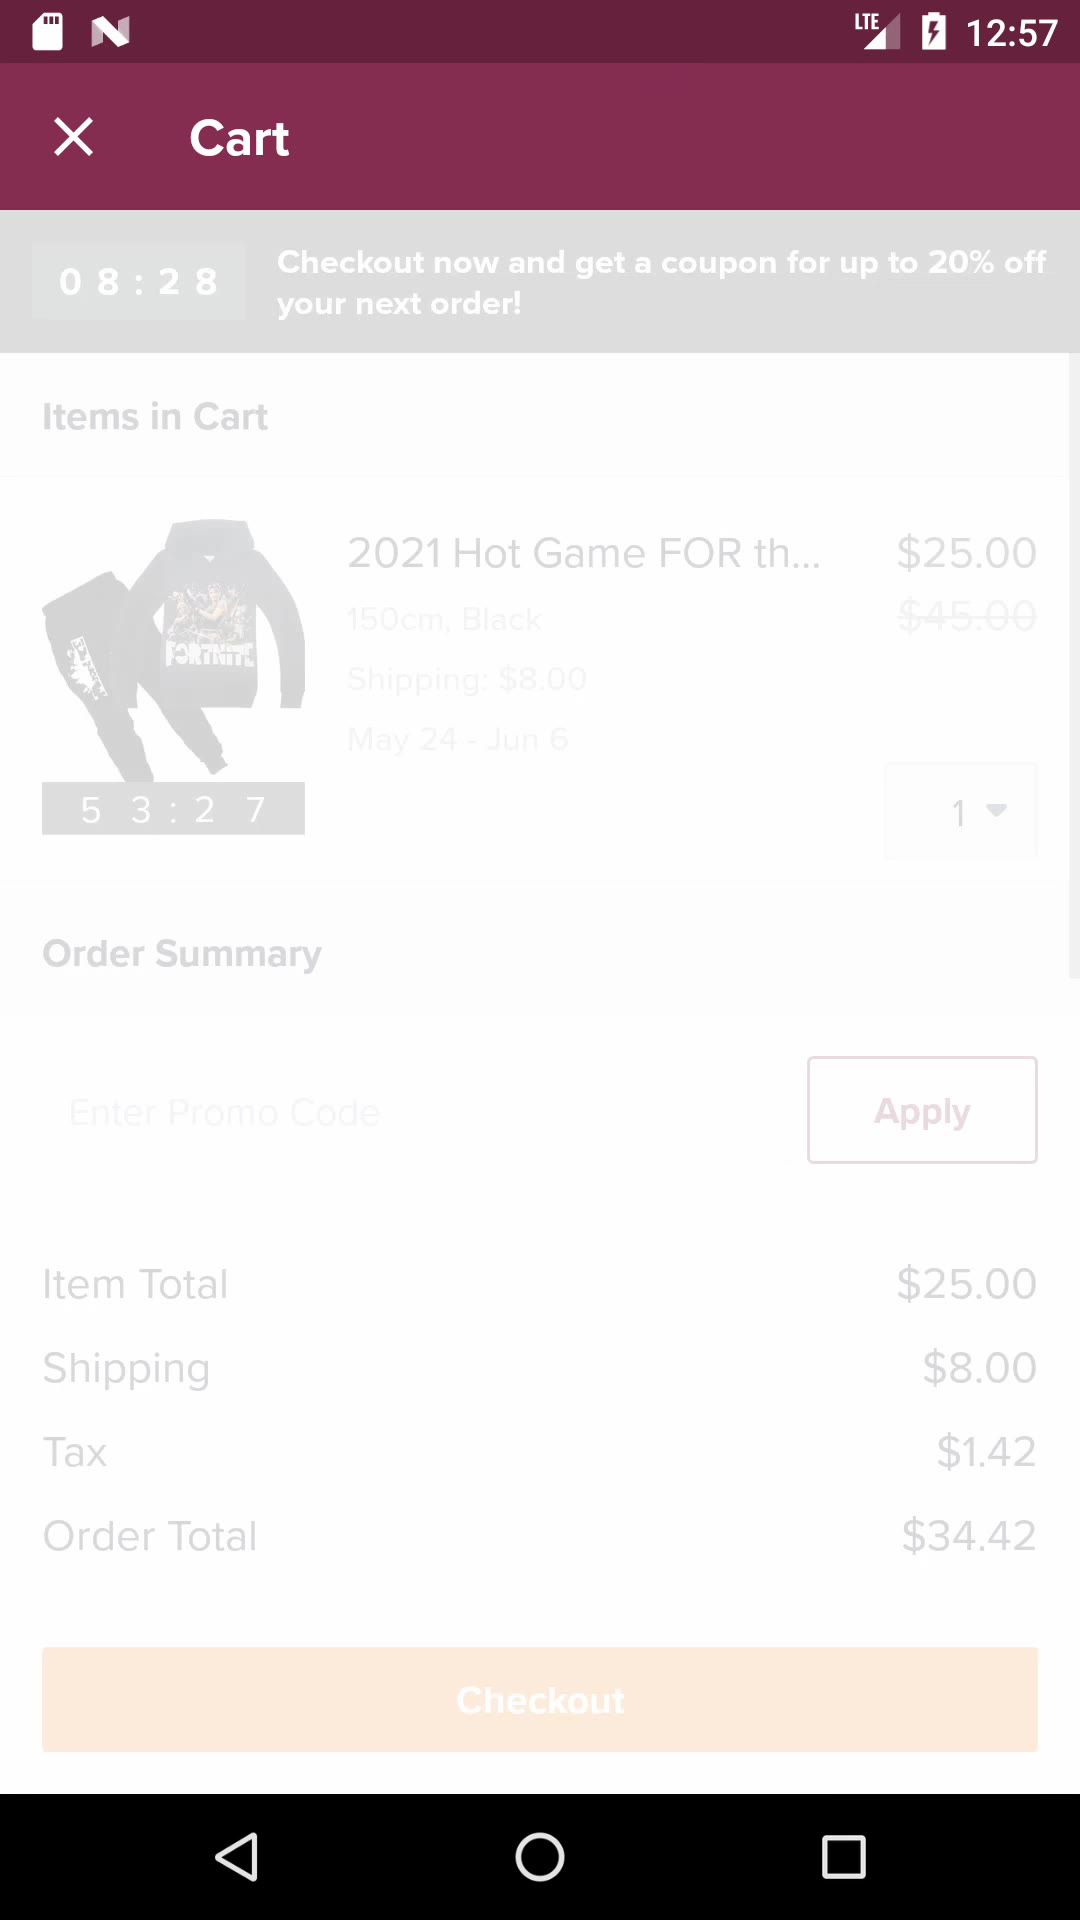 LTE 12:57
Cart
08:28
Checkout now and get a coupon for up to 20% off
your next order!
Items in Cart
2021 Hot Game FOR th... $25.00
150cm, Black $45.00
Shipping: $8.00
May 24 - Jun 6
FORTNITE
53:27
1
Order Summary
Enter Promo Code Apply
Item Total $25.00
Shipping $8.00
Tax $1.42
Order Total $34.42
Checkout